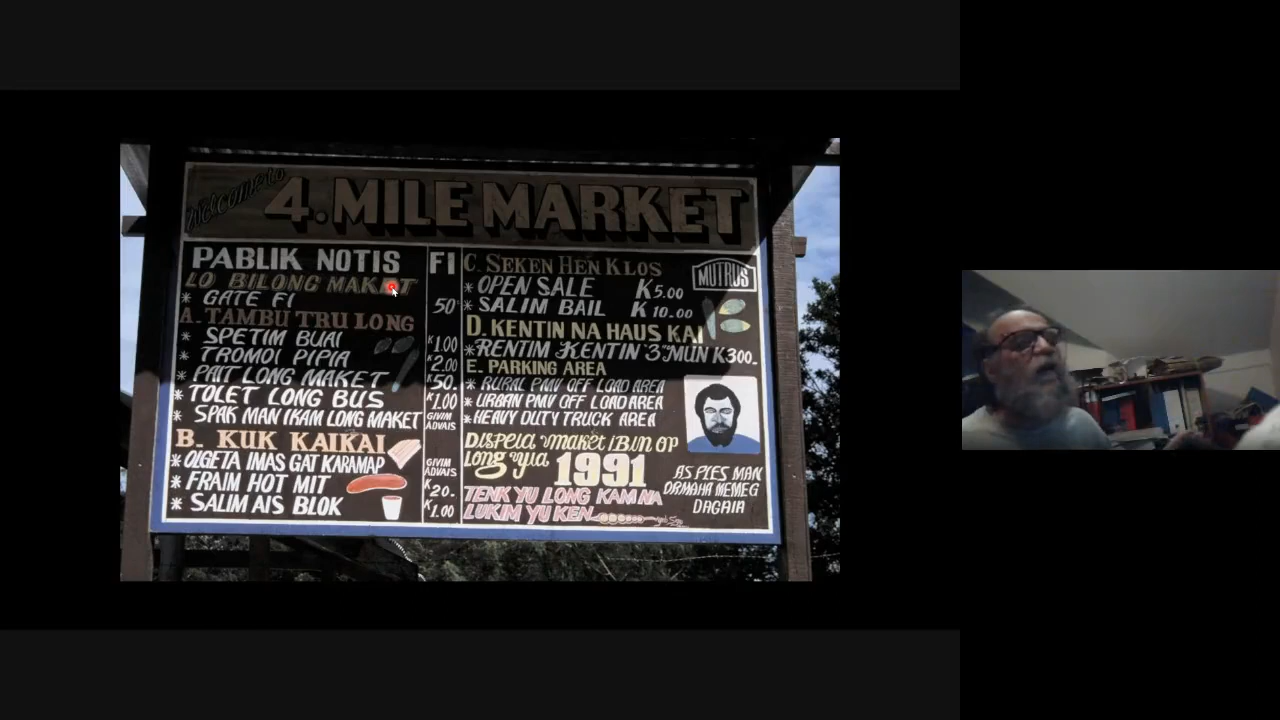 Welcome to
4. MILE MARKET
PABLIK NOTIS
LO BILONG MAKET
* GATE FI 50t
A. TAMBU TRU LONG
* SPETIM BUAI K1.00
* TROMOI PIPIA K2.00
* PAIT LONG MAKET K50.-
* TOLET LONG BUS K1.00
* SPAK MAN IKAM LONG MAKET GIVIM ADVAIS
B. KUK KAIKAI
* OLGETA IMAS GAT KARAMAP GIVIM ADVAIS
* FRAIM HOT MIT K20.-
* SALIM AIS BLOK K1.00
FI
C. SEKEN HEN KLOS
MUTRUS
* OPEN SALE K5.00
* SALIM BAIL K10.00
D. KENTIN NA HAUS KAI
* RENTIM KENTIN 3 MUN K300.-
E. PARKING AREA
* RURAL PMV OFF LOAD AREA
* URBAN PMV OFF LOAD AREA
* HEAVY DUTY TRUCK AREA
DISPELA MAKET IBIN OP
LONG YIA 1991
TENK YU LONG KAM NA
LUKIM YU KEN
AS PLES MAN
DAGAIR